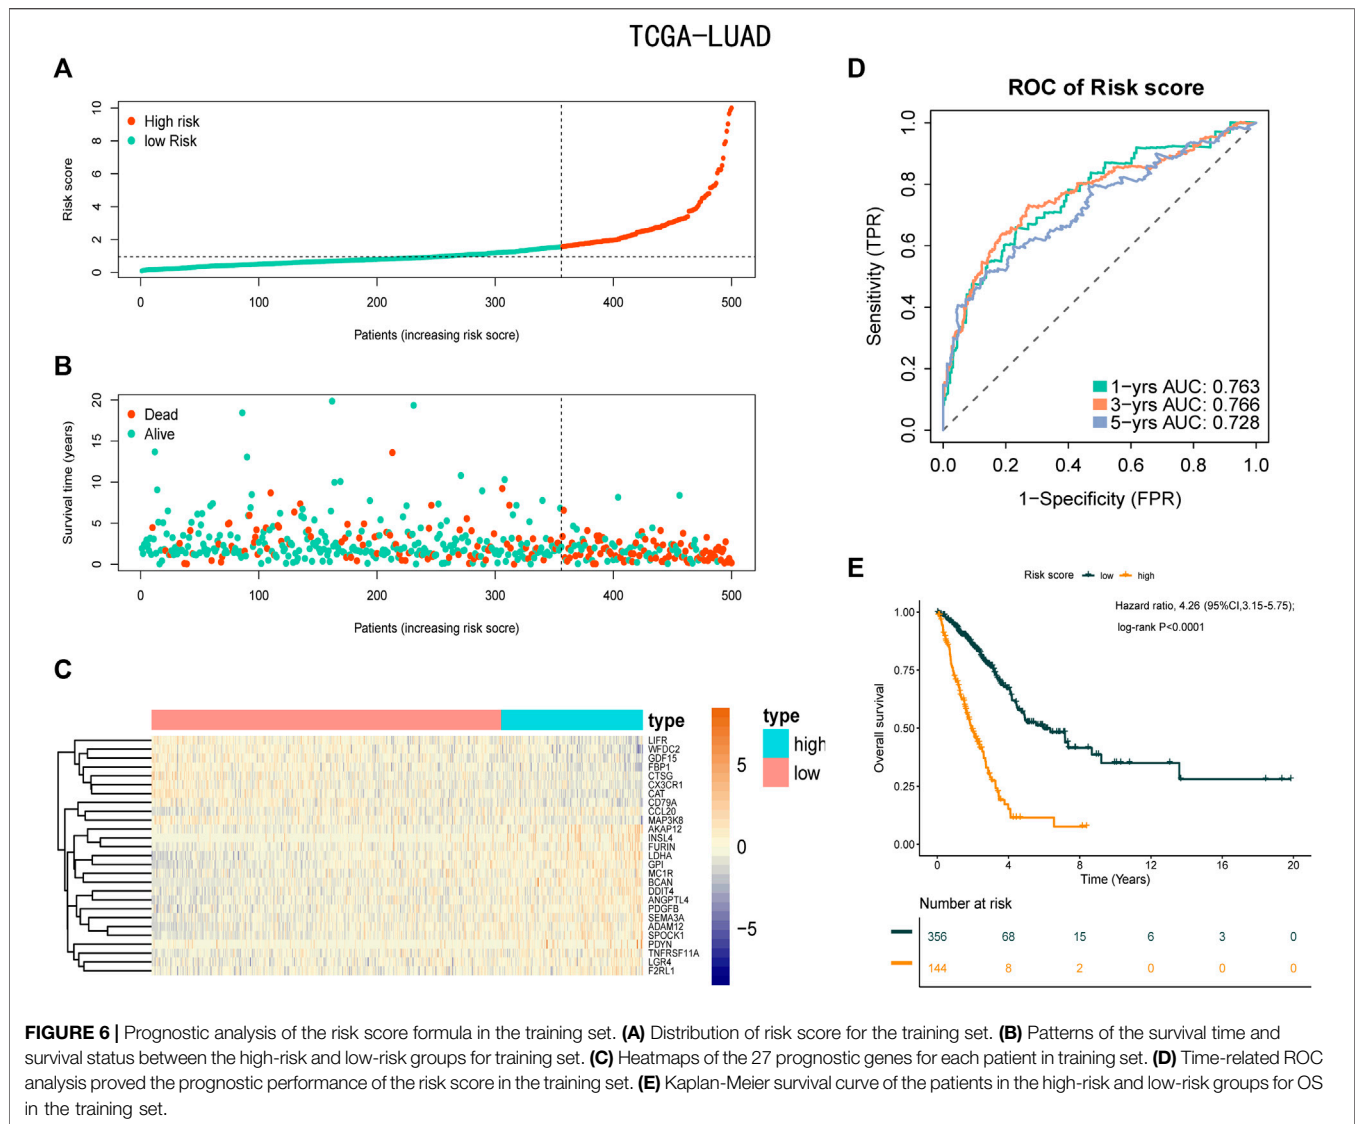 TCGA-LUAD
A
High risk
low Risk
Risk score
10
8
6
4
2
0
0 100 200 300 400 500
Patients (increasing risk socre)
B
Dead
Alive
Survival time (years)
20
15
10
5
0
0 100 200 300 400 500
Patients (increasing risk socre)
C
type
LIFR
WFDC2
GDF15
FBP1
CTSG
CX3CR1
CAT
CD79A
CCL20
MAP3K8
AKAP12
INSL4
FURIN
LDHA
GPI
MC1R
BCAN
DDIT4
ANGPTL4
PDGFB
SEMA3A
ADAM12
SPOCK1
PDYN
TNFRSF11A
LGR4
F2RL1
5
0
−5
type
high
low
D
ROC of Risk score
Sensitivity (TPR)
1.0
0.8
0.6
0.4
0.2
0.0
1−yrs AUC: 0.763
3−yrs AUC: 0.766
5−yrs AUC: 0.728
0.0 0.2 0.4 0.6 0.8 1.0
1−Specificity (FPR)
E
Risk score low high
Hazard ratio, 4.26 (95%CI,3.15-5.75);
log-rank P<0.0001
Overall survival
1.00
0.75
0.50
0.25
0.00
0 4 8 12 16 20
Time (Years)
Number at risk
356 68 15 6 3 0
144 8 2 0 0 0
FIGURE 6 | Prognostic analysis of the risk score formula in the training set. (A) Distribution of risk score for the training set. (B) Patterns of the survival time and
survival status between the high-risk and low-risk groups for training set. (C) Heatmaps of the 27 prognostic genes for each patient in training set. (D) Time-related ROC
analysis proved the prognostic performance of the risk score in the training set. (E) Kaplan-Meier survival curve of the patients in the high-risk and low-risk groups for OS
in the training set.